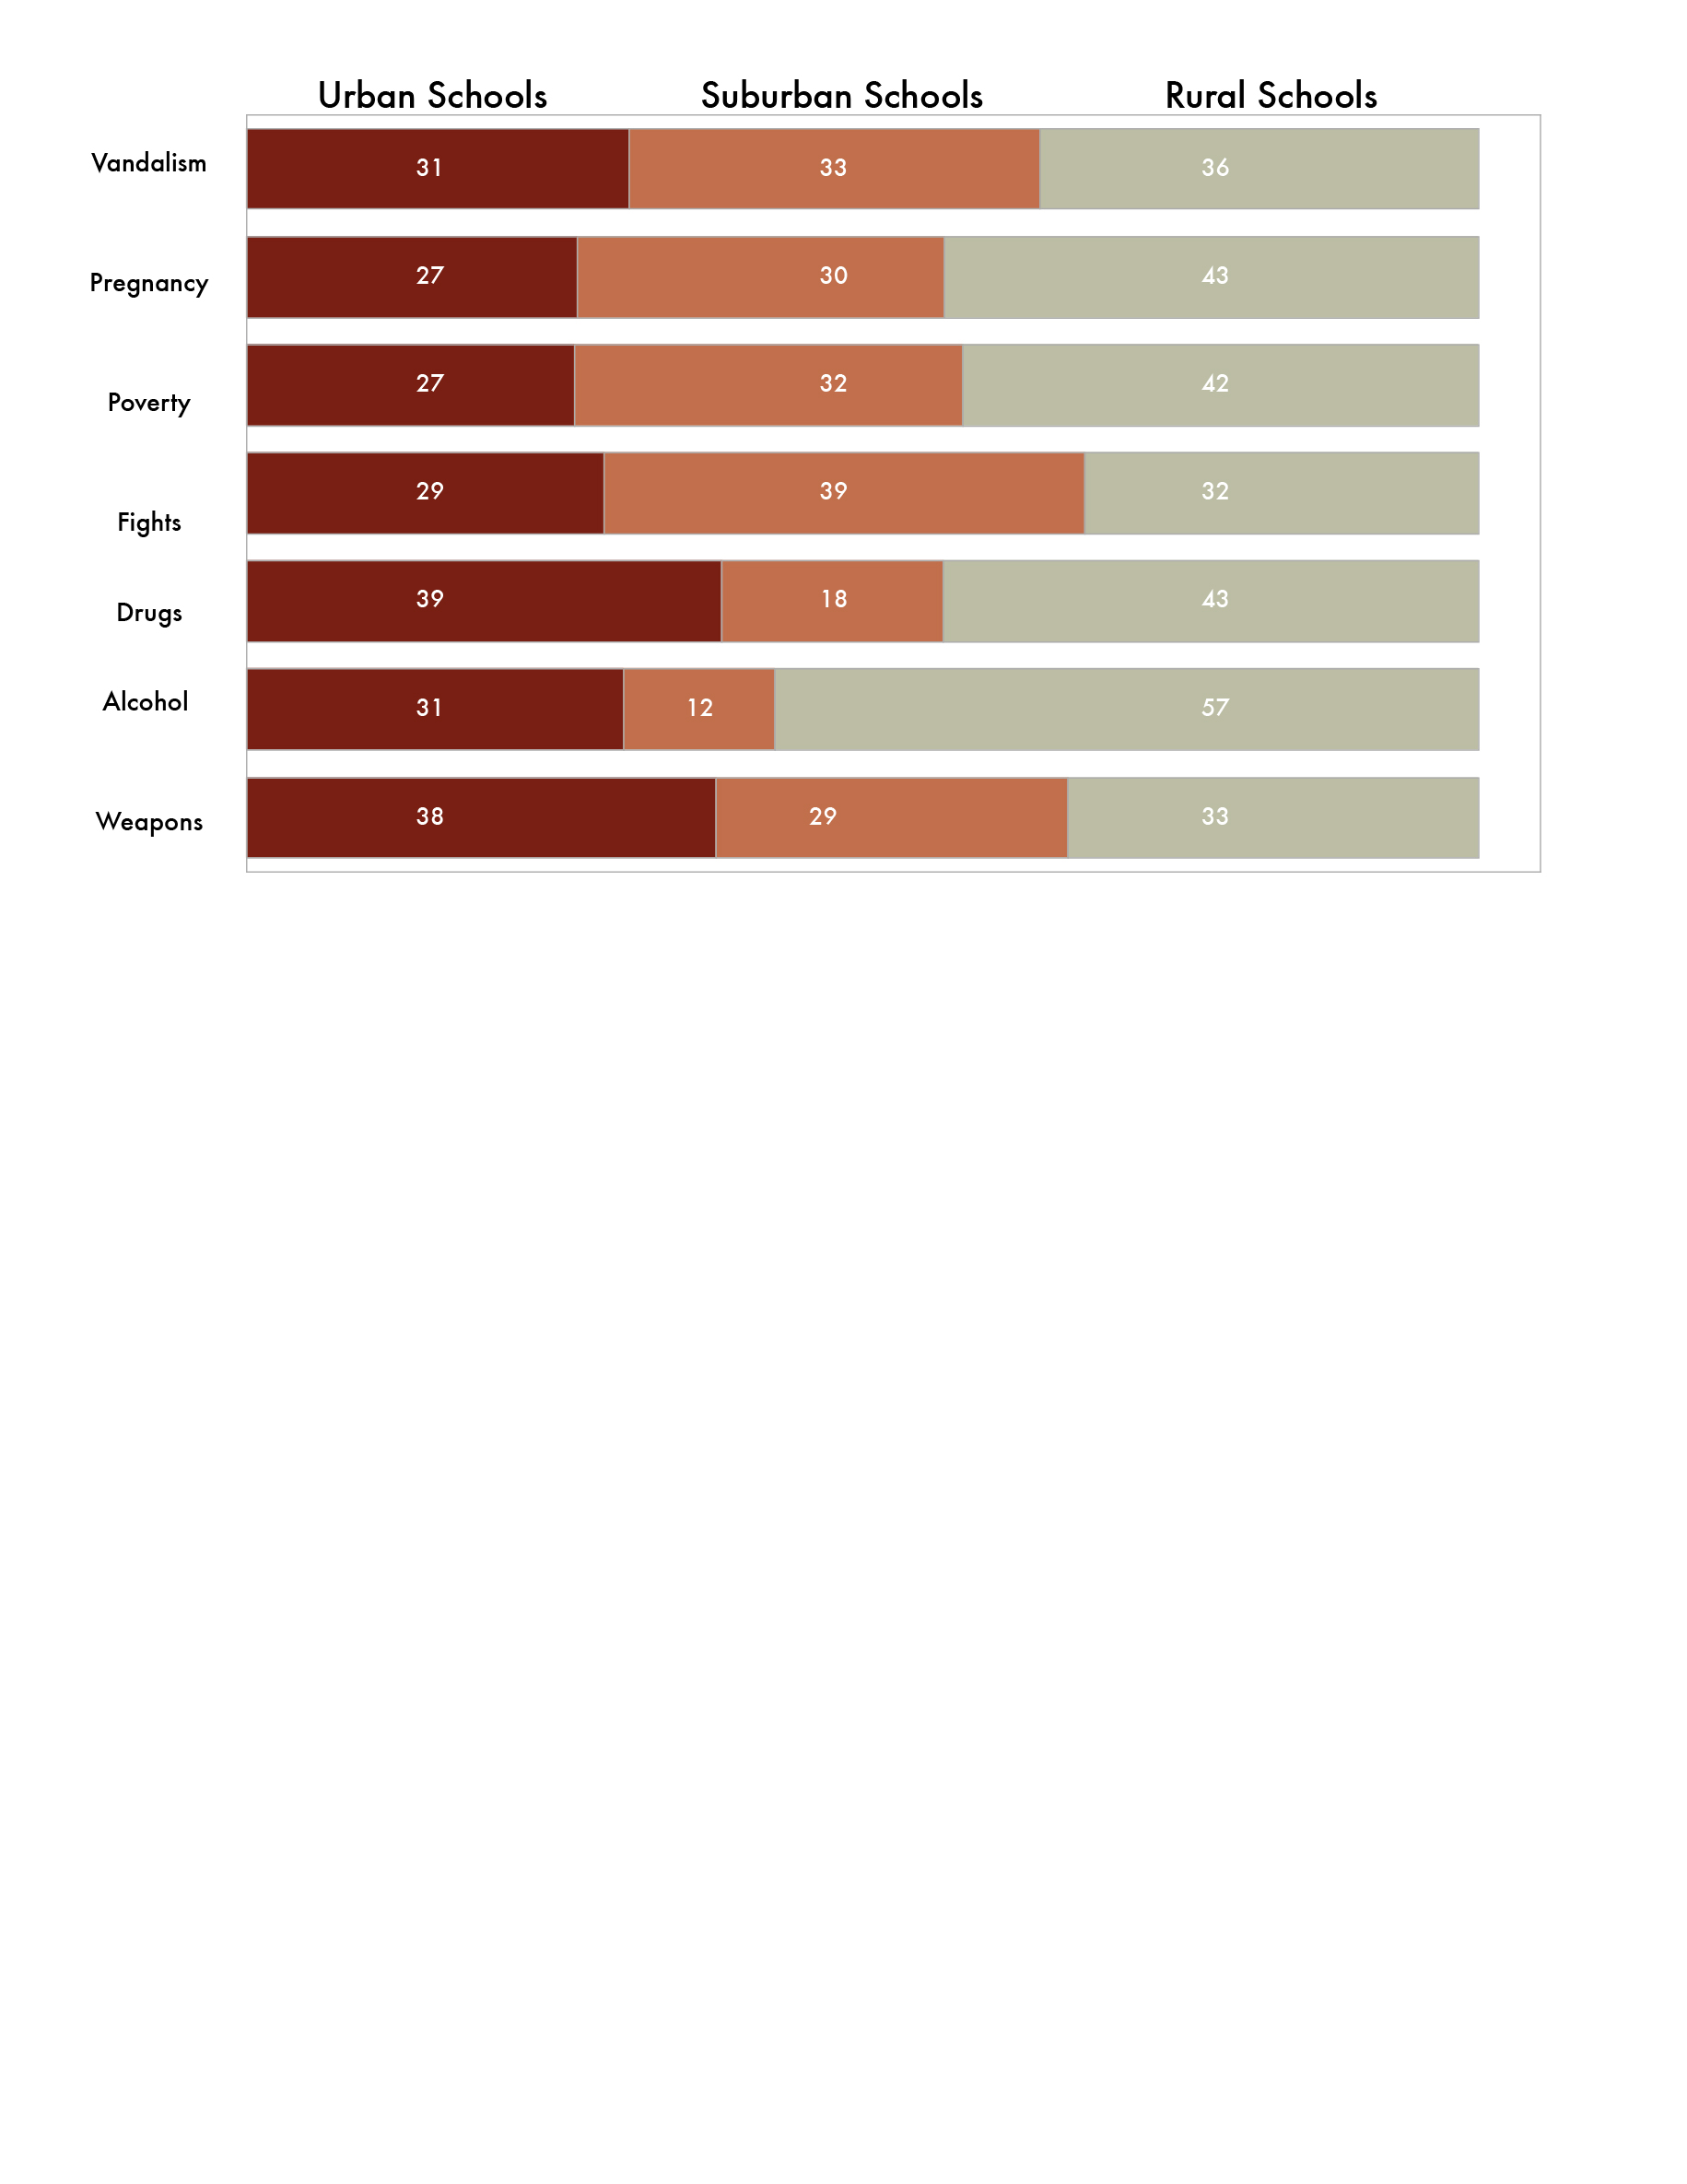 Urban Schools Suburban Schools Rural Schools
Vandalism 31 33 36
Pregnancy 27 30 43
Poverty 27 32 42
Fights 29 39 32
Drugs 39 18 43
Alcohol 31 12 57
Weapons 38 29 33